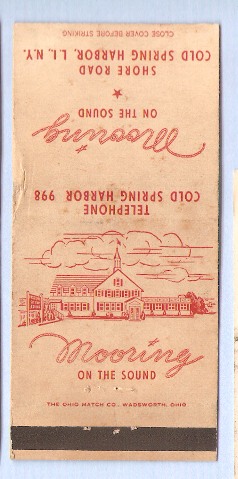 CLOSE COVER BEFORE STRIKING
COLD SPRING HARBOR, L. I., N.Y.
SHORE ROAD
ON THE SOUND
Mooring
COLD SPRING HARBOR 998
TELEPHONE
Mooring
ON THE SOUND
THE OHIO MATCH CO., WADSWORTH, OHIO